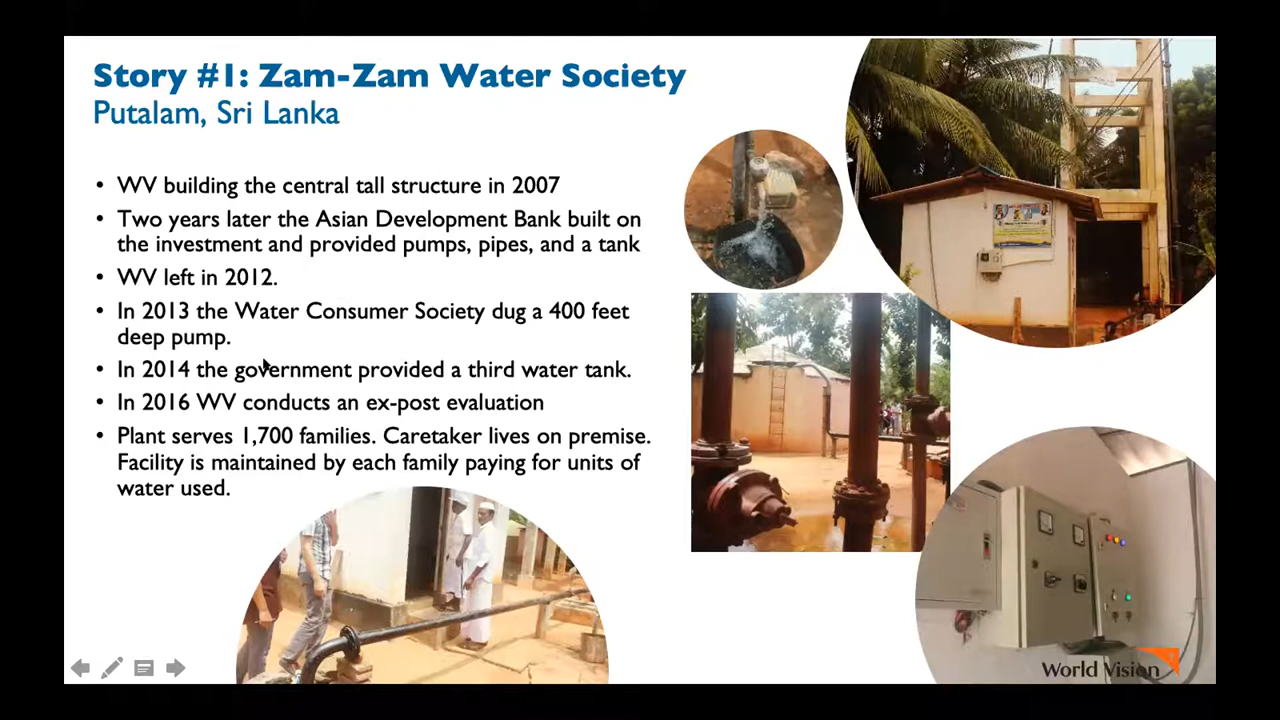 Story #1: Zam-Zam Water Society
Putalam, Sri Lanka
• WV building the central tall structure in 2007
• Two years later the Asian Development Bank built on
the investment and provided pumps, pipes, and a tank
• WV left in 2012.
• In 2013 the Water Consumer Society dug a 400 feet
deep pump.
• In 2014 the government provided a third water tank.
• In 2016 WV conducts an ex-post evaluation
• Plant serves 1,700 families. Caretaker lives on premise.
Facility is maintained by each family paying for units of
water used.
World Vision